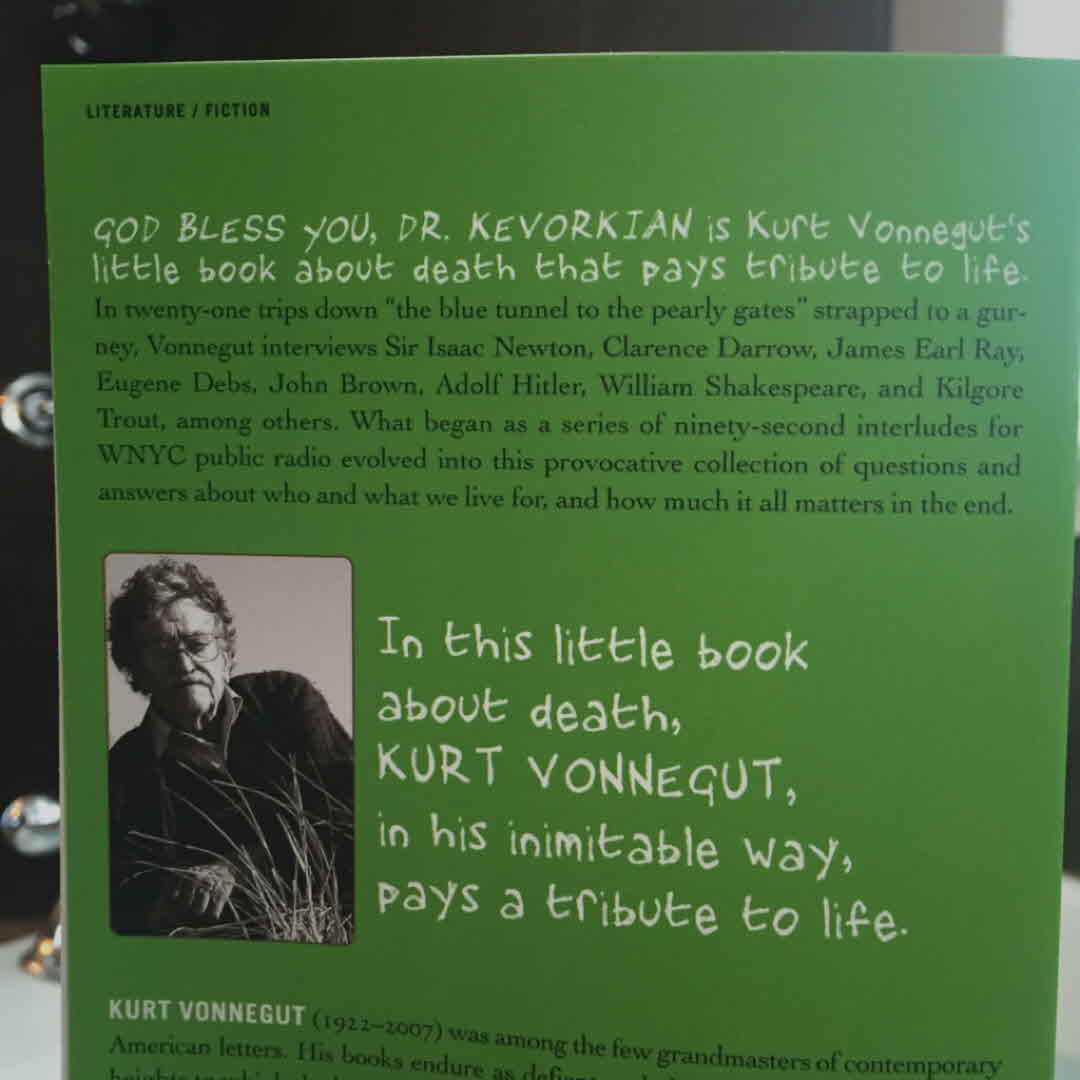 LITERATURE / FICTION
GOD BLESS YOU, DR. KEVORKIAN is Kurt Vonnegut's
little book about death that pays tribute to life.
In twenty-one trips down “the blue tunnel to the pearly gates” strapped to a gur-
ney, Vonnegut interviews Sir Isaac Newton, Clarence Darrow, James Earl Ray,
Eugene Debs, John Brown, Adolf Hitler, William Shakespeare, and Kilgore
Trout, among others. What began as a series of ninety-second interludes for
WNYC public radio evolved into this provocative collection of questions and
answers about who and what we live for, and how much it all matters in the end.
In this little book
about death,
KURT VONNEGUT,
in his inimitable way,
pays a tribute to life.
KURT VONNEGUT (1922–2007) was among the few grandmasters of contemporary
American letters. His books endure as